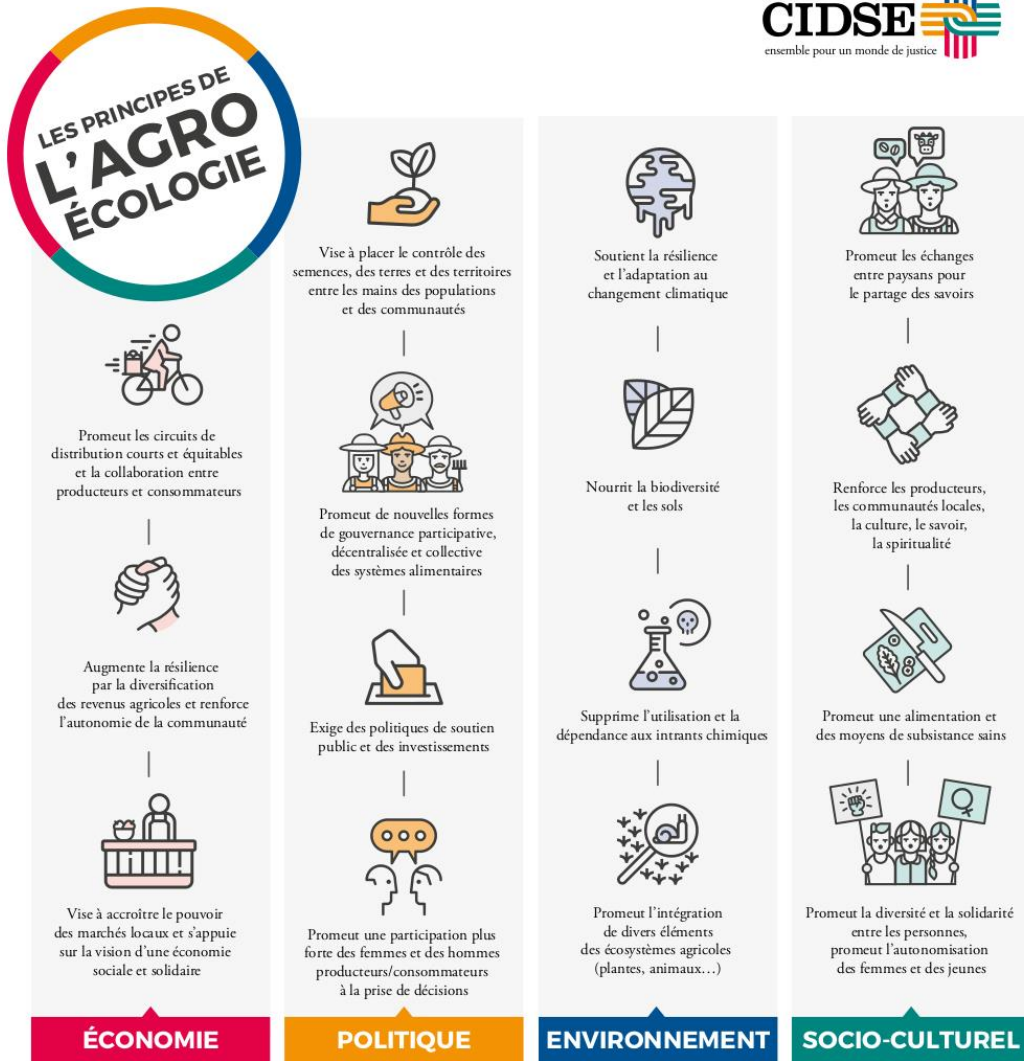 CIDSE
ensemble pour un monde de justice
LES PRINCIPES DE
L'AGRO
ÉCOLOGIE
Promeut les circuits de
distribution courts et équitables
et la collaboration entre
producteurs et consommateurs
Augmente la résilience
par la diversification
des revenus agricoles et renforce
l'autonomie de la communauté
Vise à accroître le pouvoir
des marchés locaux et s'appuie
sur la vision d'une économie
sociale et solidaire
ÉCONOMIE
Vise à placer le contrôle des
semences, des terres et des territoires
entre les mains des populations
et des communautés
Promeut de nouvelles formes
de gouvernance participative,
décentralisée et collective
des systèmes alimentaires
Exige des politiques de soutien
public et des investissements
Promeut une participation plus
forte des femmes et des hommes
producteurs/consommateurs
à la prise de décisions
POLITIQUE
Soutient la résilience
et l'adaptation au
changement climatique
Nourrit la biodiversité
et les sols
Supprime l'utilisation et la
dépendance aux intrants chimiques
Promeut l'intégration
de divers éléments
des écosystèmes agricoles
(plantes, animaux…)
ENVIRONNEMENT
Promeut les échanges
entre paysans pour
le partage des savoirs
Renforce les producteurs,
les communautés locales,
la culture, le savoir,
la spiritualité
Promeut une alimentation et
des moyens de subsistance sains
Promeut la diversité et la solidarité
entre les personnes,
promeut l'autonomisation
des femmes et des jeunes
SOCIO-CULTUREL